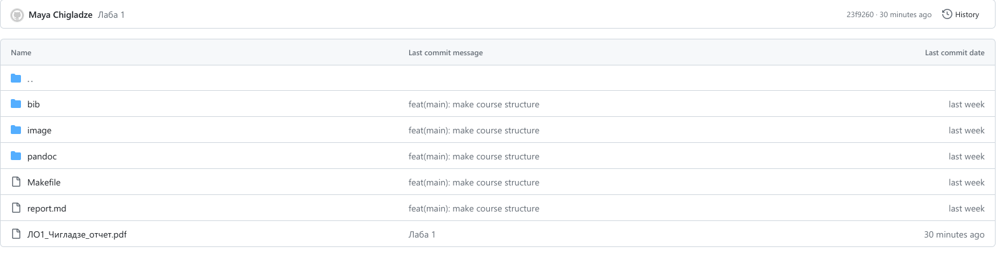 Maya Chigladze Лаба 1 23f9260 · 30 minutes ago History
Name Last commit message Last commit date
..
bib feat(main): make course structure last week
image feat(main): make course structure last week
pandoc feat(main): make course structure last week
Makefile feat(main): make course structure last week
report.md feat(main): make course structure last week
ЛО1_Чигладзе_отчет.pdf Лаба 1 30 minutes ago